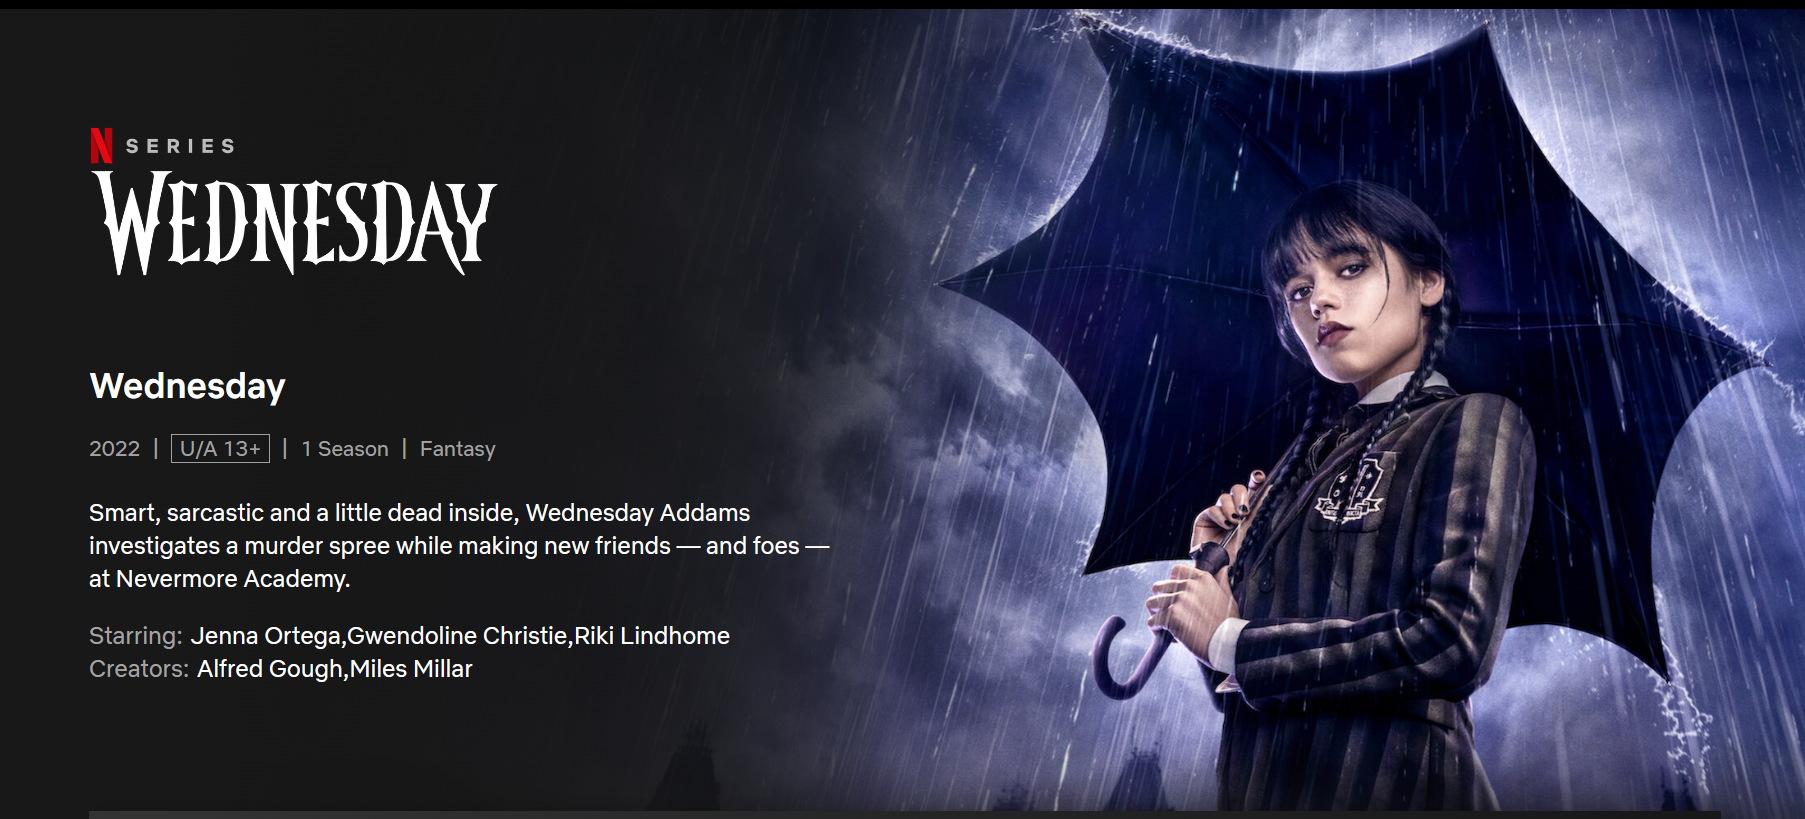 N SERIES
WEDNESDAY
Wednesday
2022 | U/A 13+ | 1 Season | Fantasy
Smart, sarcastic and a little dead inside, Wednesday Addams
investigates a murder spree while making new friends — and foes —
at Nevermore Academy.
Starring: Jenna Ortega,Gwendoline Christie,Riki Lindhome
Creators: Alfred Gough,Miles Millar